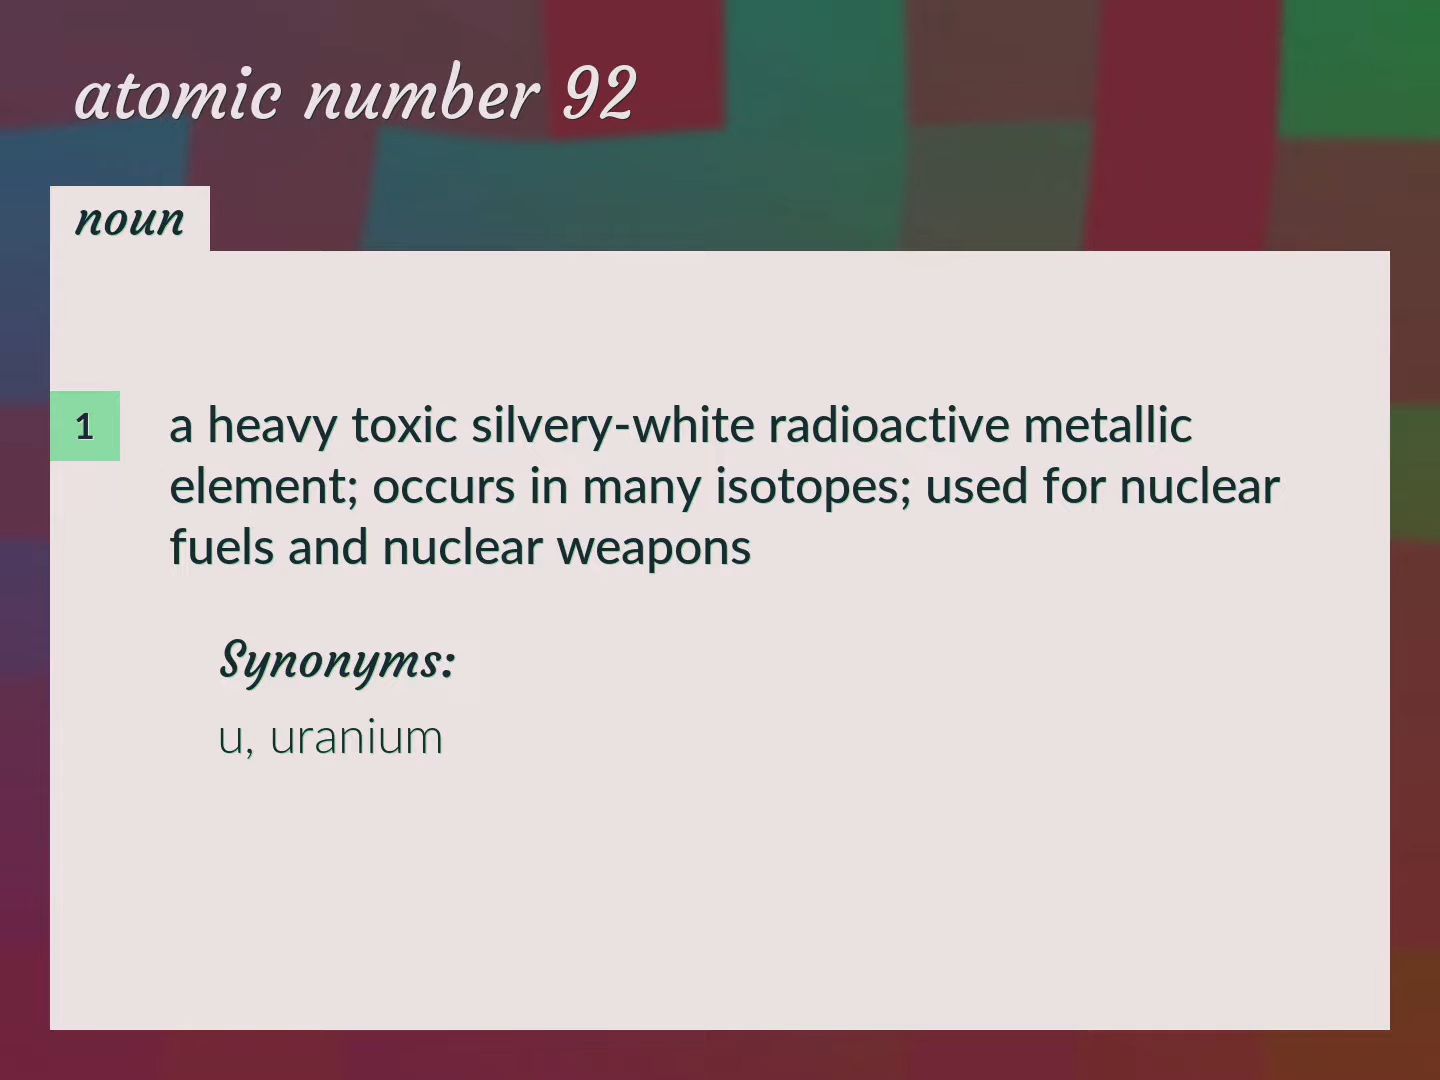 atomic number 92
noun
1
a heavy toxic silvery-white radioactive metallic
element; occurs in many isotopes; used for nuclear
fuels and nuclear weapons
Synonyms:
u, uranium